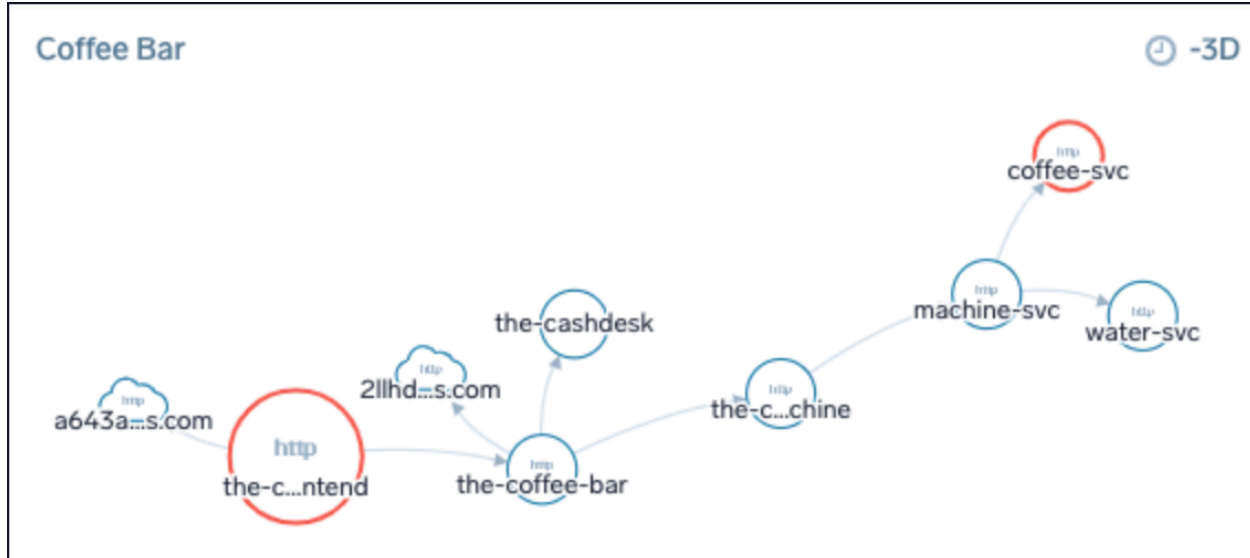 Coffee Bar
-3D
http
coffee-svc
http
machine-svc
http
water-svc
http
the-cashdesk
http
2llhd...s.com
http
the-c...chine
http
a643a...s.com
http
the-c...ntend
http
the-coffee-bar